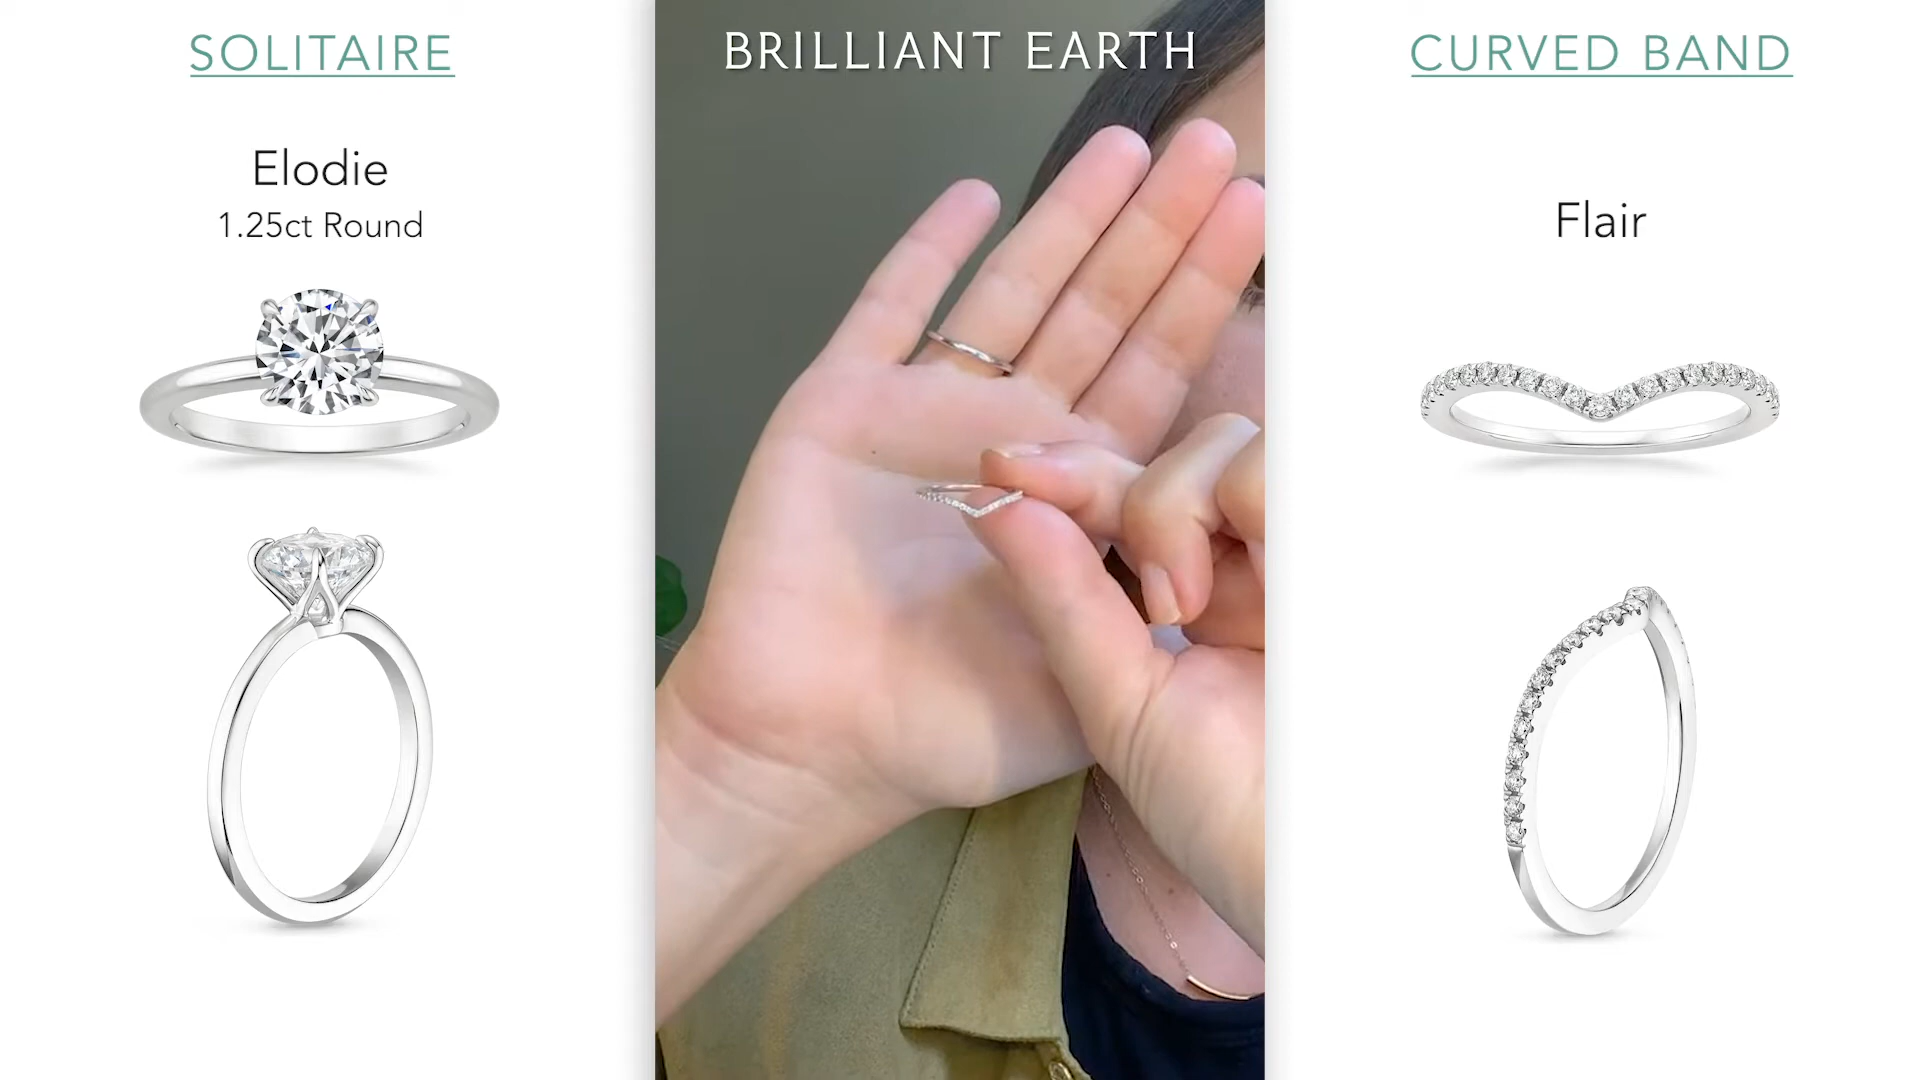 SOLITAIRE
Elodie
1.25ct Round
BRILLIANT EARTH
CURVED BAND
Flair